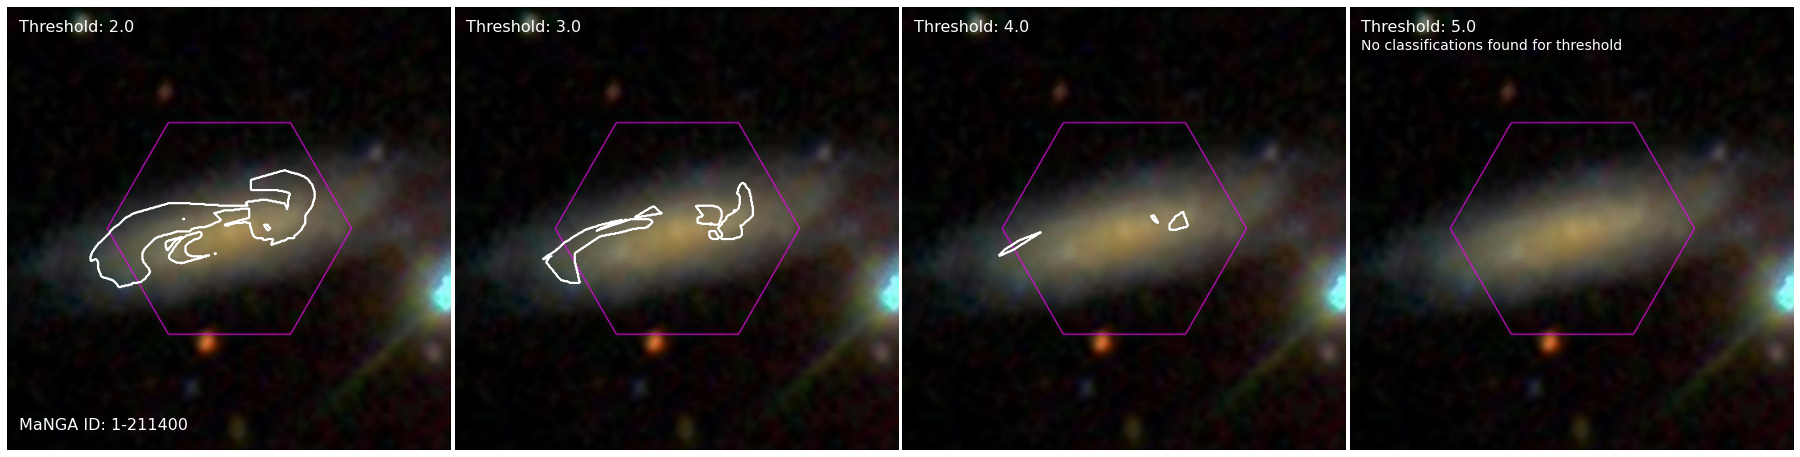 Threshold: 2.0
MaNGA ID: 1-211400
Threshold: 3.0
Threshold: 4.0
Threshold: 5.0
No classifications found for threshold